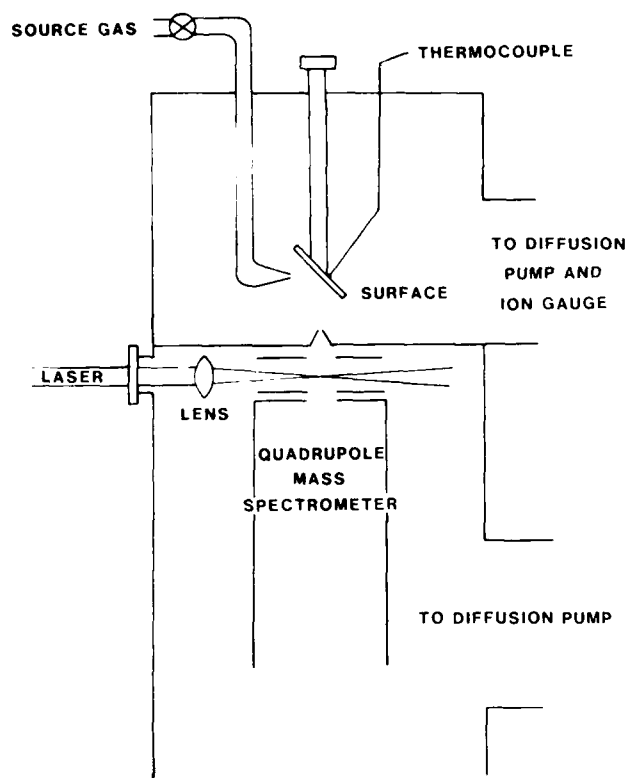 SOURCE GAS
THERMOCOUPLE
TO DIFFUSION
PUMP AND
ION GAUGE
SURFACE
LASER
LENS
QUADRUPOLE
MASS
SPECTROMETER
TO DIFFUSION PUMP